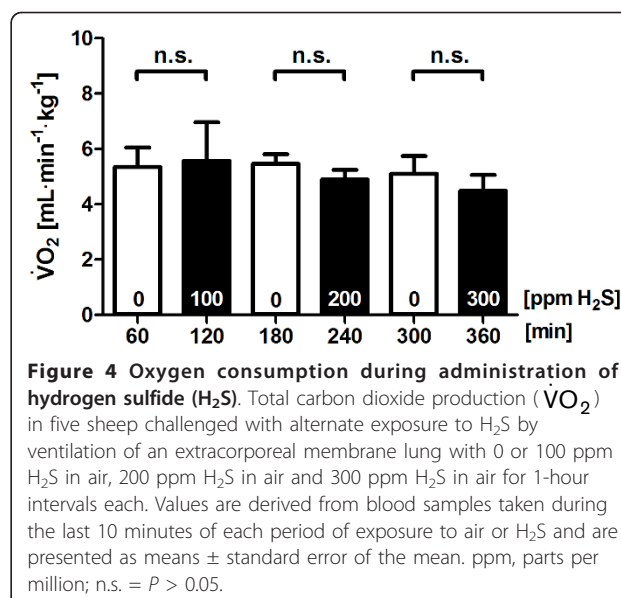 10
n.s. n.s. n.s.
8
6
4
2
0
V̇O₂ [mL·min⁻¹·kg⁻¹]
0 100 0 200 0 300 [ppm H₂S]
60 120 180 240 300 360 [min]
Figure 4 Oxygen consumption during administration of
hydrogen sulfide (H₂S). Total carbon dioxide production (V̇O₂)
in five sheep challenged with alternate exposure to H₂S by
ventilation of an extracorporeal membrane lung with 0 or 100 ppm
H₂S in air, 200 ppm H₂S in air and 300 ppm H₂S in air for 1-hour
intervals each. Values are derived from blood samples taken during
the last 10 minutes of each period of exposure to air or H₂S and are
presented as means ± standard error of the mean. ppm, parts per
million; n.s. = P > 0.05.